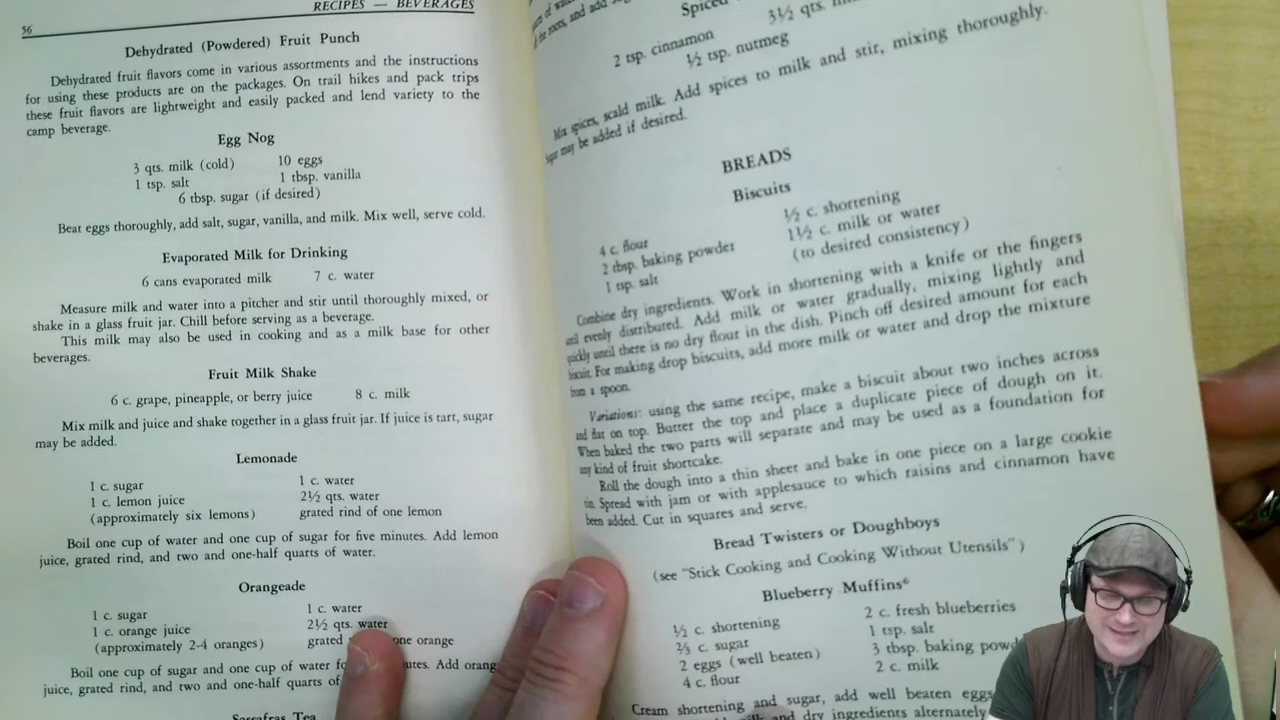 56
RECIPES — BEVERAGES
Dehydrated (Powdered) Fruit Punch
Dehydrated fruit flavors come in various assortments and the instructions
for using these products are on the packages. On trail hikes and pack trips
these fruit flavors are lightweight and easily packed and lend variety to the
camp beverage.
Egg Nog
3 qts. milk (cold) 10 eggs
1 tsp. salt 1 tbsp. vanilla
6 tbsp. sugar (if desired)
Beat eggs thoroughly, add salt, sugar, vanilla, and milk. Mix well, serve cold.
Evaporated Milk for Drinking
6 cans evaporated milk 7 c. water
Measure milk and water into a pitcher and stir until thoroughly mixed, or
shake in a glass fruit jar. Chill before serving as a beverage.
This milk may also be used in cooking and as a milk base for other
beverages.
Fruit Milk Shake
6 c. grape, pineapple, or berry juice 8 c. milk
Mix milk and juice and shake together in a glass fruit jar. If juice is tart, sugar
may be added.
Lemonade
1 c. sugar 1 c. water
1 c. lemon juice 2½ qts. water
(approximately six lemons) grated rind of one lemon
Boil one cup of water and one cup of sugar for five minutes. Add lemon
juice, grated rind, and two and one-half quarts of water.
Orangeade
1 c. sugar 1 c. water
1 c. orange juice 2½ qts. water
(approximately 2-4 oranges) grated one orange
Boil one cup of sugar and one cup of water Add
juice, grated rind, and two and one-half quarts of
Sassafras Tea
of the roots, and add
Spiced
3½ qts.
2 tsp. cinnamon
½ tsp. nutmeg
Mix spices, scald milk. Add spices to milk and stir, mixing thoroughly.
Sugar may be added if desired.
BREADS
Biscuits
4 c. flour ½ c. shortening
2 tbsp. baking powder 1½ c. milk or water
1 tsp. salt (to desired consistency)
Combine dry ingredients. Work in shortening with a knife or the fingers
until evenly distributed. Add milk or water gradually, mixing lightly and
quickly until there is no dry flour in the dish. Pinch off desired amount for each
biscuit. For making drop biscuits, add more milk or water and drop the mixture
from a spoon.
Variations: using the same recipe, make a biscuit about two inches across
and flat on top. Butter the top and place a duplicate piece of dough on it.
When baked the two parts will separate and may be used as a foundation for
any kind of fruit shortcake.
Roll the dough into a thin sheet and bake in one piece on a large cookie
tin. Spread with jam or with applesauce to which raisins and cinnamon have
been added. Cut in squares and serve.
Bread Twisters or Doughboys
(see "Stick Cooking and Cooking Without Utensils")
Blueberry Muffins*
½ c. shortening 2 c. fresh blueberries
⅔ c. sugar 1 tsp. salt
2 eggs (well beaten) 3 tbsp. baking
4 c. flour 2 c. milk
Cream shortening and sugar, add well beaten eggs
and dry ingredients alternately